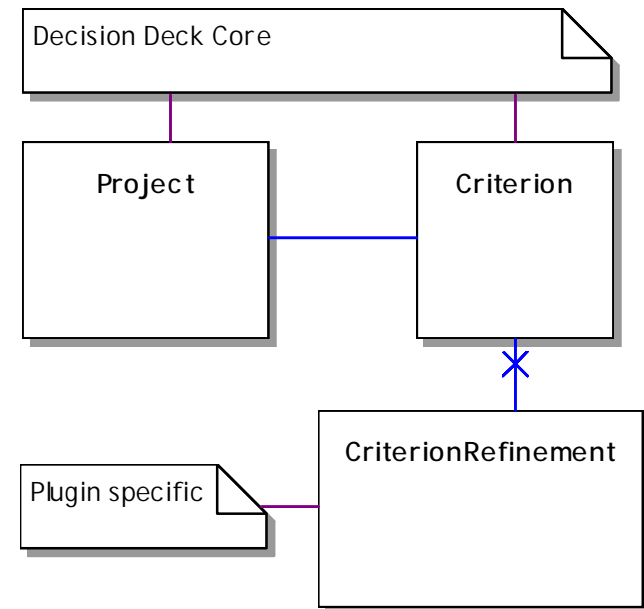 Decision Deck Core
Project
Criterion
CriterionRefinement
Plugin specific